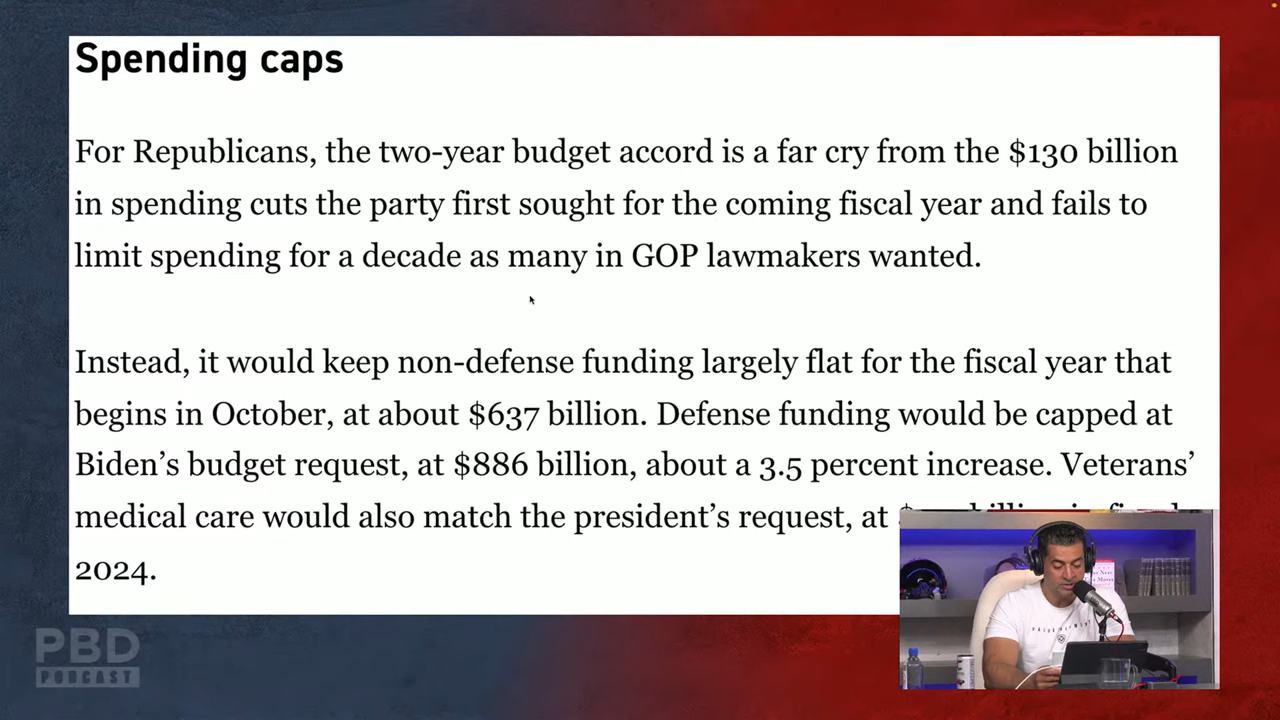 Spending caps
For Republicans, the two-year budget accord is a far cry from the $130 billion
in spending cuts the party first sought for the coming fiscal year and fails to
limit spending for a decade as many in GOP lawmakers wanted.
Instead, it would keep non-defense funding largely flat for the fiscal year that
begins in October, at about $637 billion. Defense funding would be capped at
Biden’s budget request, at $886 billion, about a 3.5 percent increase. Veterans’
medical care would also match the president’s request, at
2024.
PBD
PODCAST